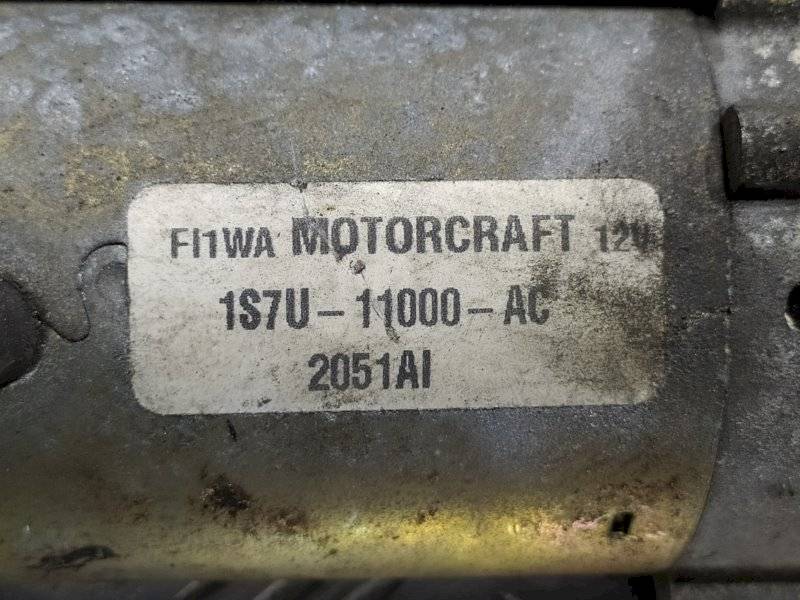 FI1WA MOTORCRAFT 12V
1S7U-11000-AC
2051AI